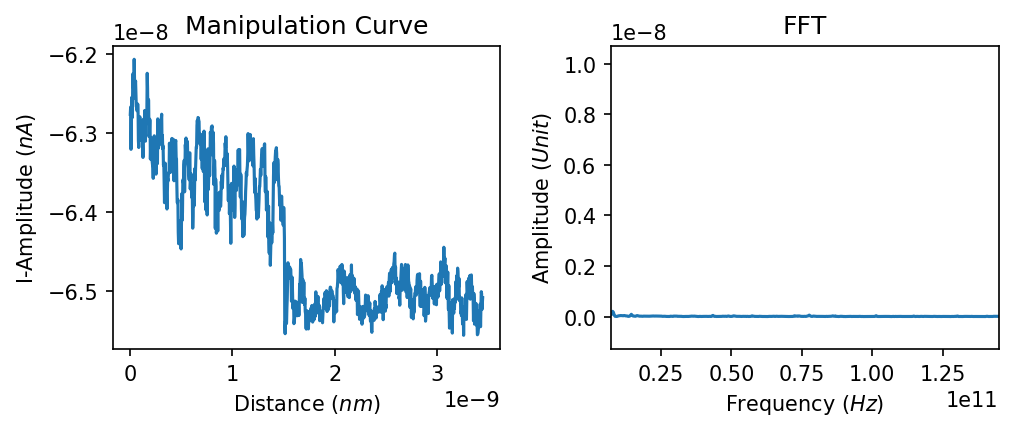 Manipulation Curve
1e−8
−6.2
−6.3
−6.4
−6.5
I-Amplitude (nA)
0 1 2 3
Distance (nm)
1e−9
FFT
1e−8
1.0
0.8
0.6
0.4
0.2
0.0
Amplitude (Unit)
0.25 0.50 0.75 1.00 1.25
Frequency (Hz)
1e11